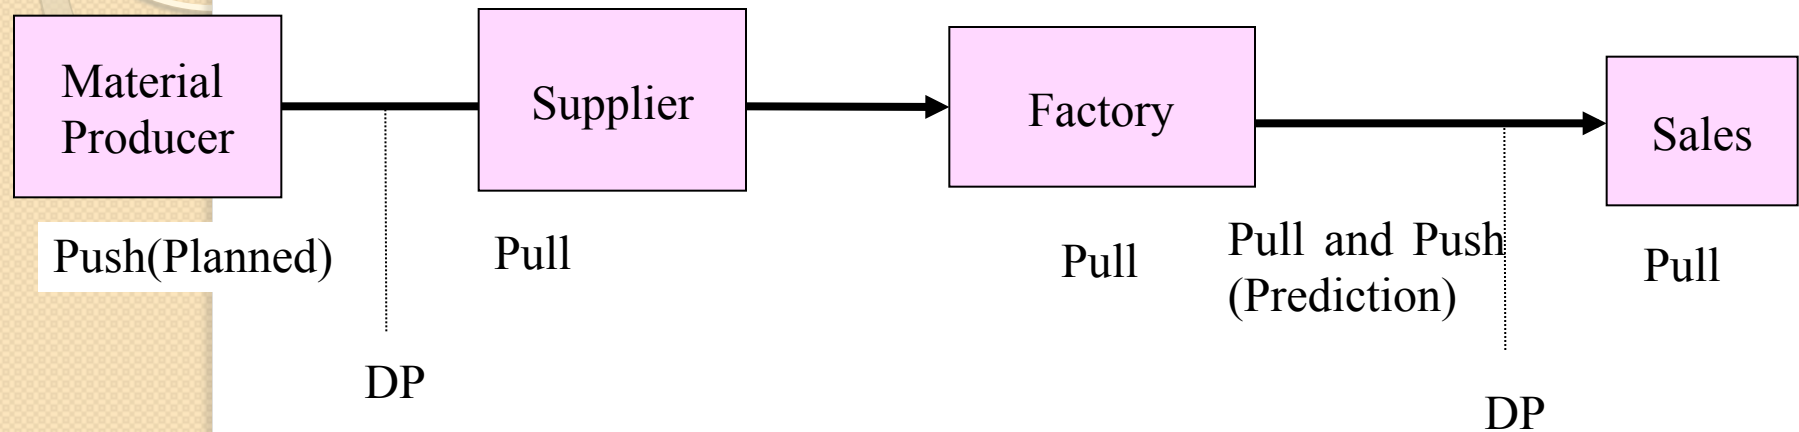 Material
Producer
Supplier
Factory
Sales
Push(Planned)
Pull
Pull
Pull and Push
(Prediction)
Pull
DP
DP